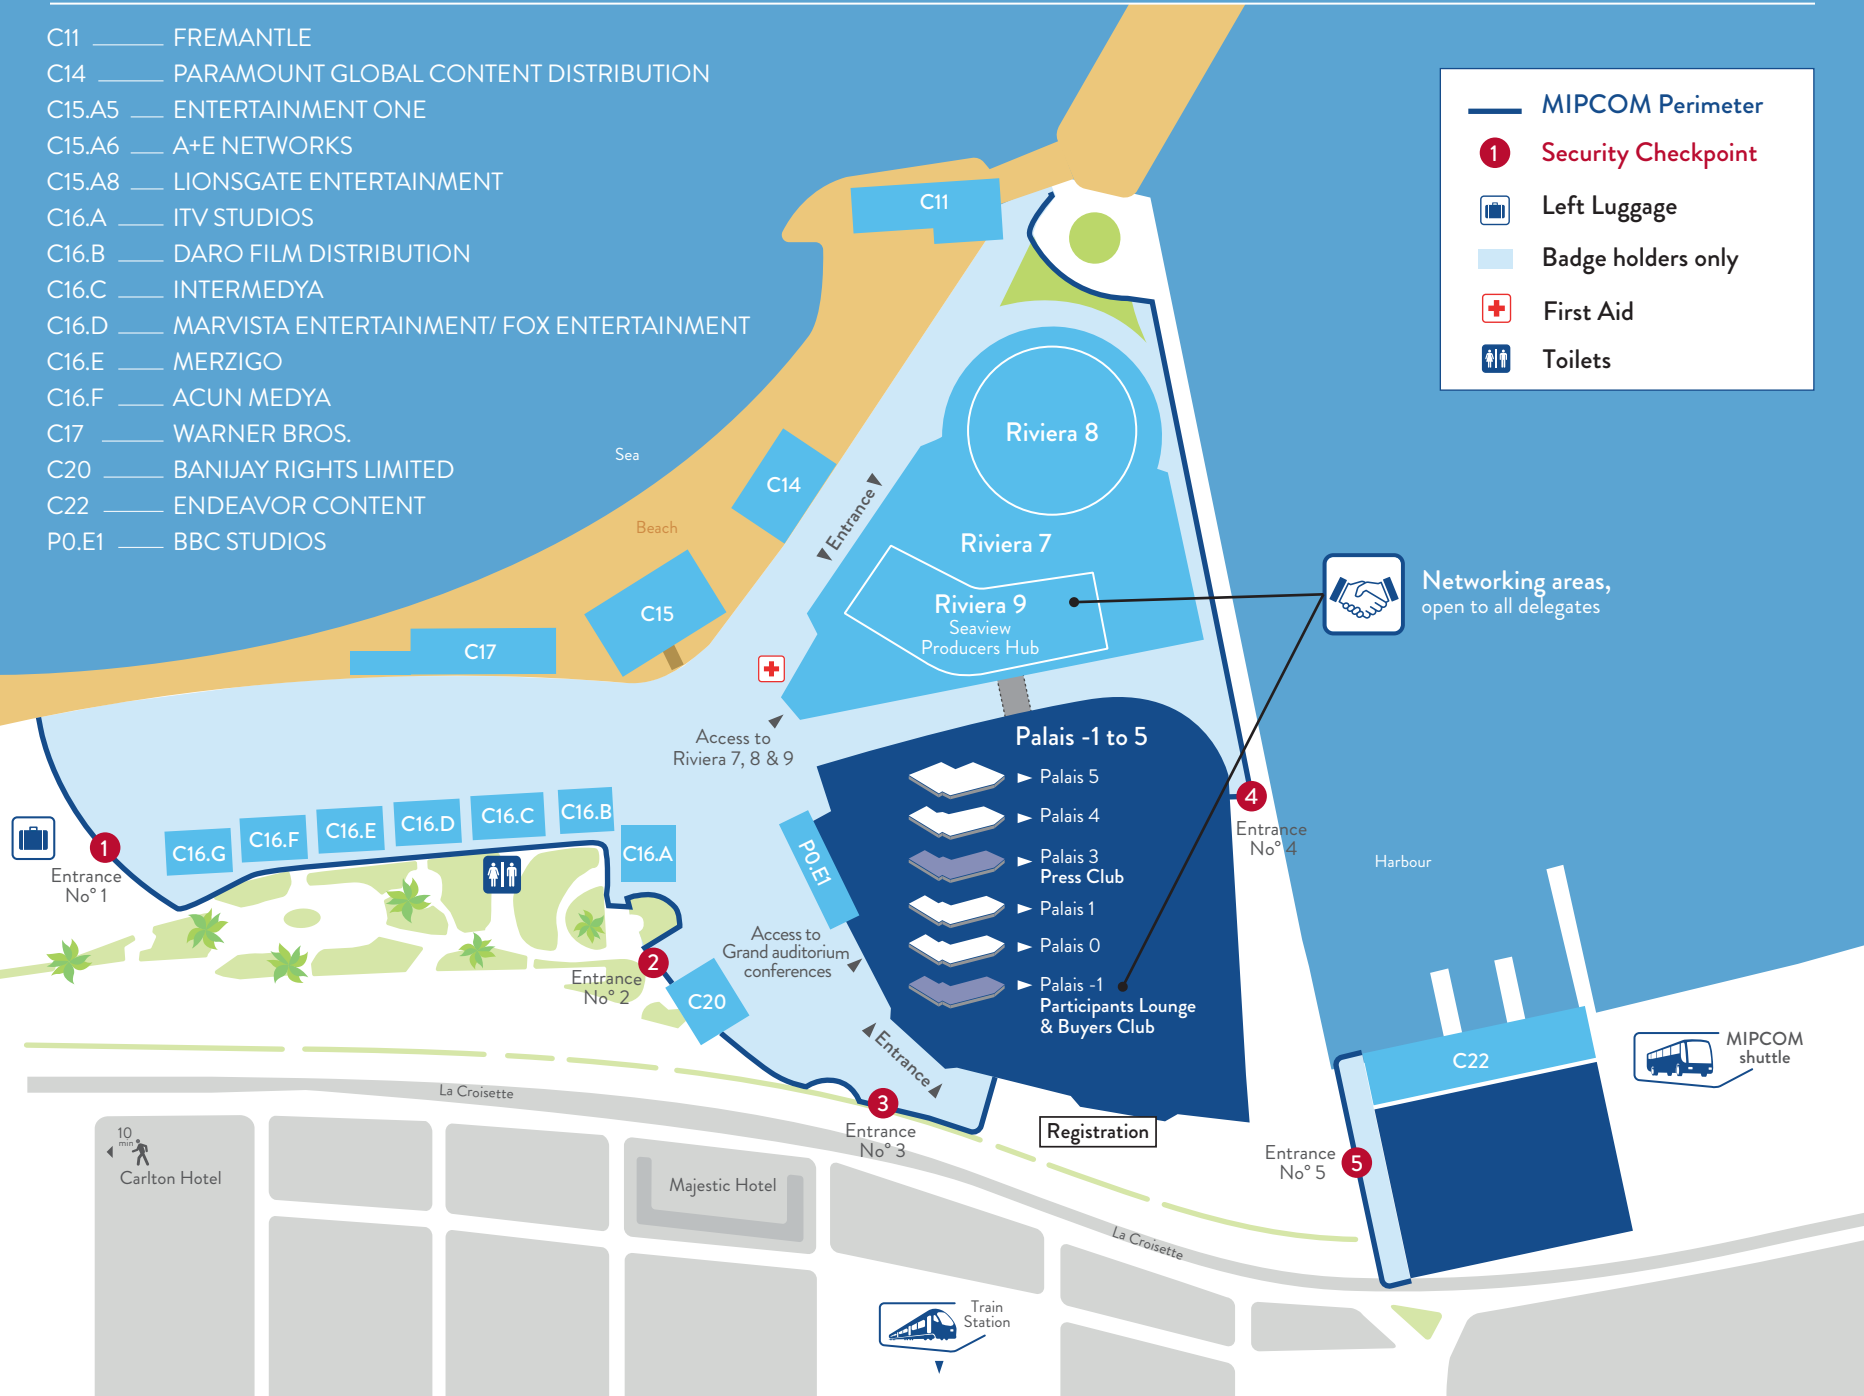 C11 FREMANTLE
C14 PARAMOUNT GLOBAL CONTENT DISTRIBUTION
C15.A5 ENTERTAINMENT ONE
C15.A6 A+E NETWORKS
C15.A8 LIONSGATE ENTERTAINMENT
C16.A ITV STUDIOS
C16.B DARO FILM DISTRIBUTION
C16.C INTERMEDYA
C16.D MARVISTA ENTERTAINMENT/ FOX ENTERTAINMENT
C16.E MERZIGO
C16.F ACUN MEDYA
C17 WARNER BROS.
C20 BANIJAY RIGHTS LIMITED
C22 ENDEAVOR CONTENT
P0.E1 BBC STUDIOS
MIPCOM Perimeter
1 Security Checkpoint
Left Luggage
Badge holders only
First Aid
Toilets
C11
Riviera 8
Sea
C14
Entrance
Beach
Riviera 7
Riviera 9
Seaview
Producers Hub
Networking areas,
open to all delegates
C15
C17
Access to
Riviera 7, 8 & 9
Palais -1 to 5
Palais 5
Palais 4
Palais 3
Press Club
Palais 1
Palais 0
Palais -1
Participants Lounge
& Buyers Club
4
Entrance
N° 4
Harbour
C16.G
C16.F
C16.E
C16.D
C16.C
C16.B
C16.A
P0.E1
1
Entrance
N° 1
Access to
Grand auditorium
conferences
2
Entrance
N° 2
C20
Entrance
3
Entrance
N° 3
Registration
C22
MIPCOM
shuttle
5
Entrance
N° 5
La Croisette
10
min
Carlton Hotel
Majestic Hotel
La Croisette
Train
Station